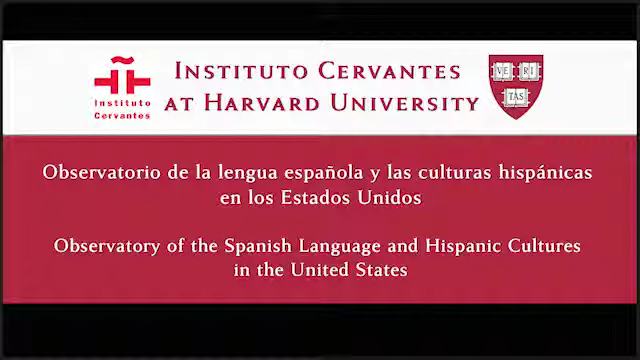 Instituto
Cervantes
INSTITUTO CERVANTES
AT HARVARD UNIVERSITY
VE RI
TAS
Observatorio de la lengua española y las culturas hispánicas
en los Estados Unidos
Observatory of the Spanish Language and Hispanic Cultures
in the United States